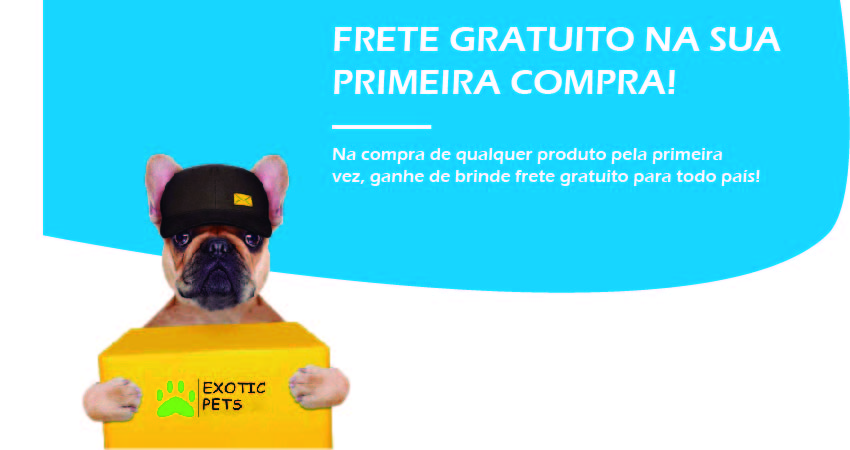 FRETE GRATUITO NA SUA
PRIMEIRA COMPRA!
Na compra de qualquer produto pela primeira
vez, ganhe de brinde frete gratuito para todo país!
EXOTIC
PETS